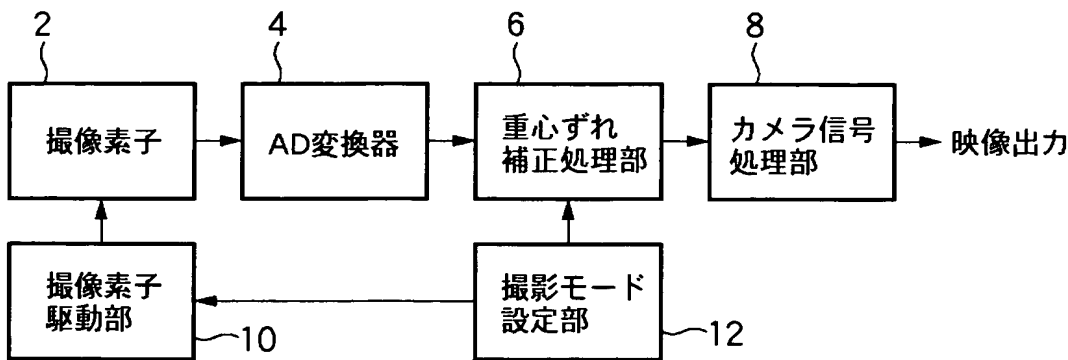 2
4
6
8
撮像素子
AD変換器
重心ずれ
補正処理部
カメラ信号
処理部
映像出力
撮像素子
駆動部
撮影モード
設定部
10
12